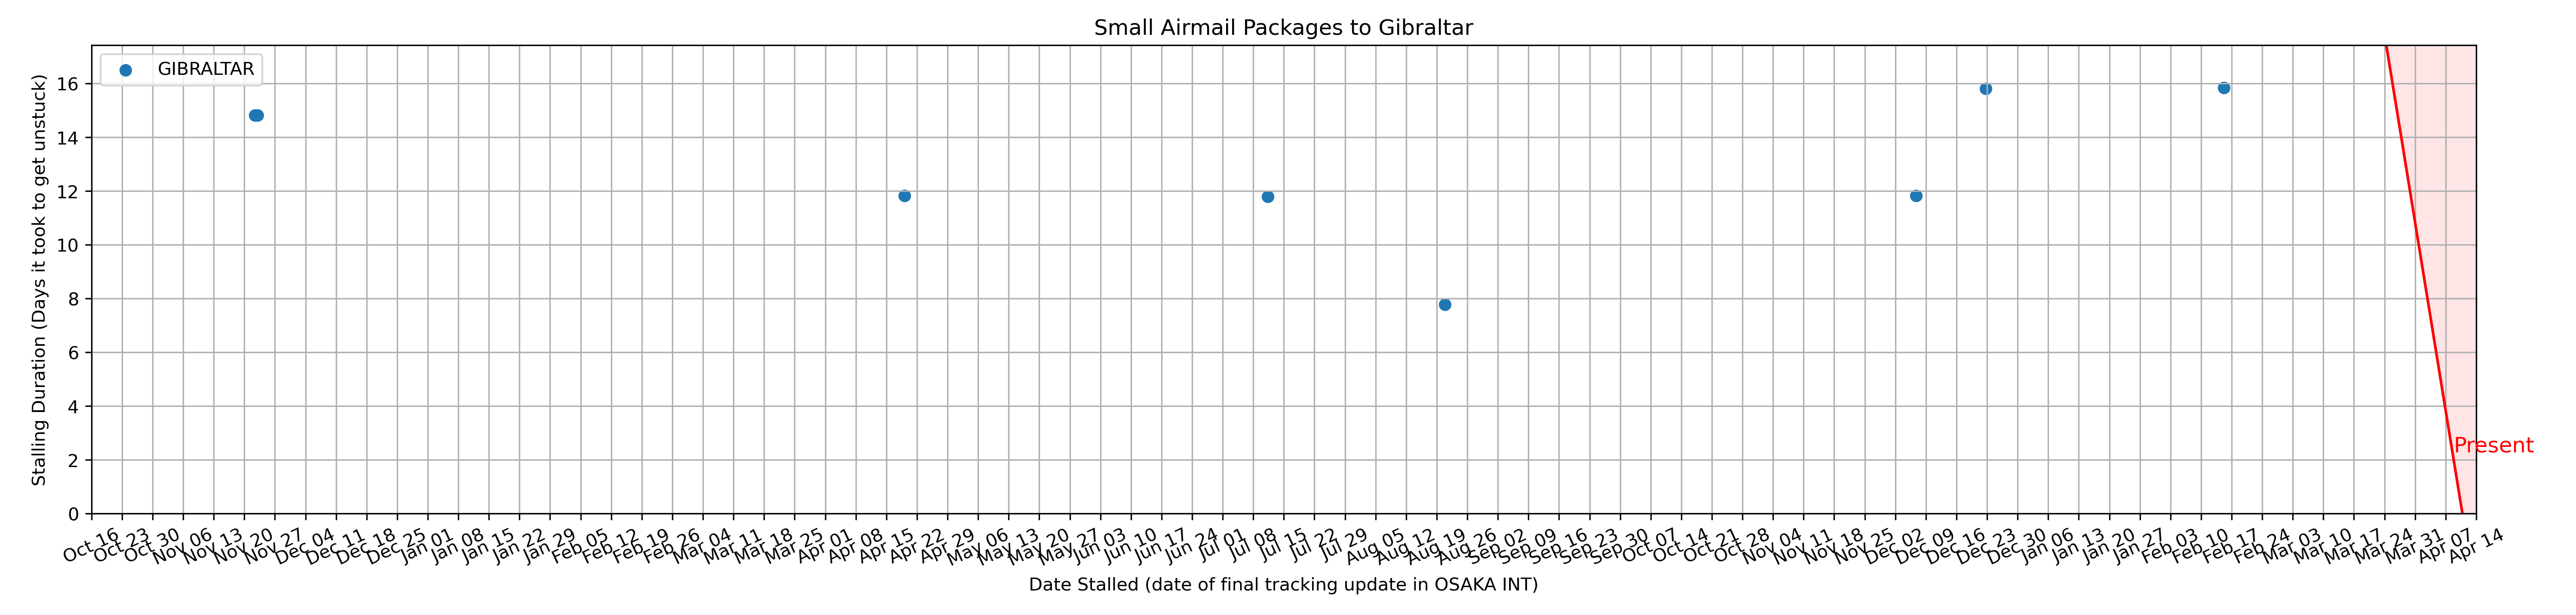 Small Airmail Packages to Gibraltar
GIBRALTAR
Stalling Duration (Days it took to get unstuck)
16
14
12
10
8
6
4
2
0
Present
Oct 16 Oct 23 Oct 30 Nov 06 Nov 13 Nov 20 Nov 27 Dec 04 Dec 11 Dec 18 Dec 25 Jan 01 Jan 08 Jan 15 Jan 22 Jan 29 Feb 05 Feb 12 Feb 19 Feb 26 Mar 04 Mar 11 Mar 18 Mar 25 Apr 01 Apr 08 Apr 15 Apr 22 Apr 29 May 06 May 13 May 20 May 27 Jun 03 Jun 10 Jun 17 Jun 24 Jul 01 Jul 08 Jul 15 Jul 22 Jul 29 Aug 05 Aug 12 Aug 19 Aug 26 Sep 02 Sep 09 Sep 16 Sep 23 Sep 30 Oct 07 Oct 14 Oct 21 Oct 28 Nov 04 Nov 11 Nov 18 Nov 25 Dec 02 Dec 09 Dec 16 Dec 23 Dec 30 Jan 06 Jan 13 Jan 20 Jan 27 Feb 03 Feb 10 Feb 17 Feb 24 Mar 03 Mar 10 Mar 17 Mar 24 Mar 31 Apr 07 Apr 14
Date Stalled (date of final tracking update in OSAKA INT)